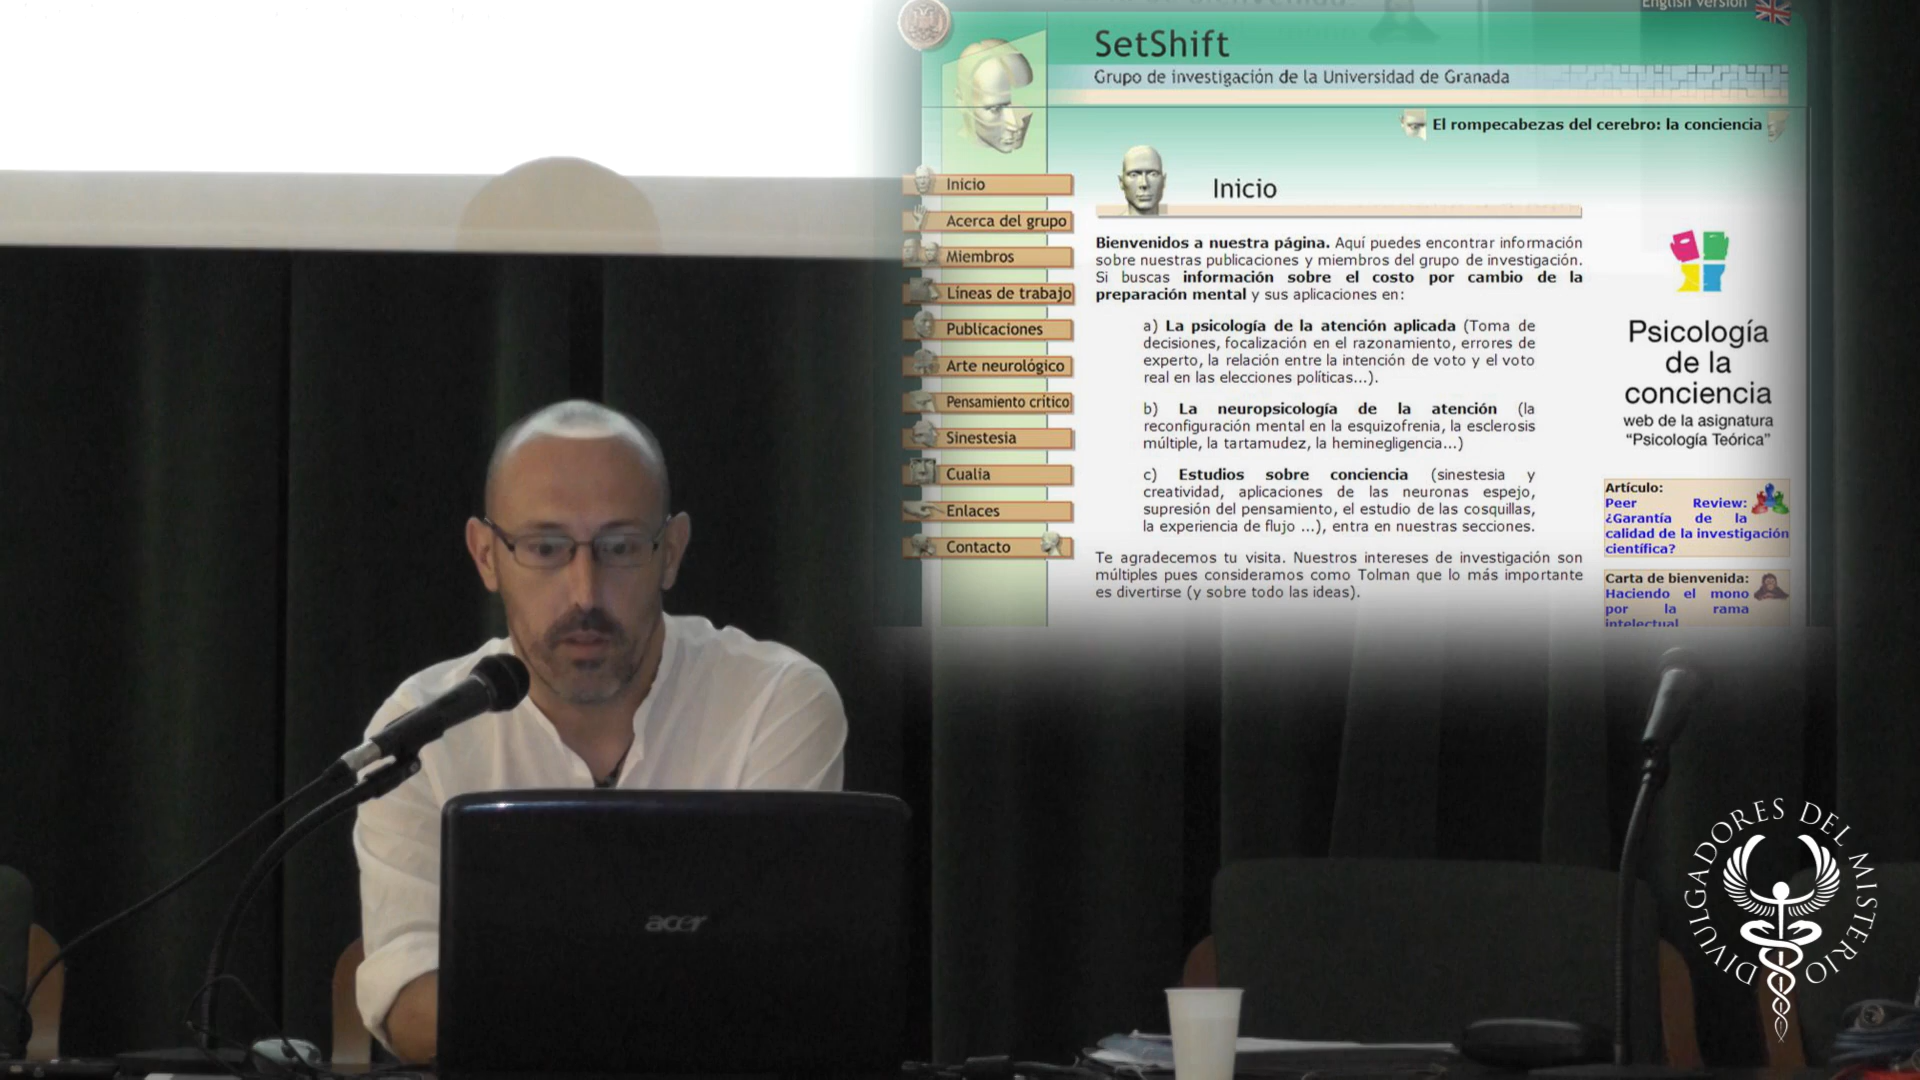 English version
SetShift
Grupo de investigación de la Universidad de Granada
El rompecabezas del cerebro: la conciencia
Inicio
Acerca del grupo
Miembros
Líneas de trabajo
Publicaciones
Arte neurológico
Pensamiento crítico
Sinestesia
Cualia
Enlaces
Contacto
Inicio
Bienvenidos a nuestra página. Aquí puedes encontrar información
sobre nuestras publicaciones y miembros del grupo de investigación.
Si buscas información sobre el costo por cambio de la
preparación mental y sus aplicaciones en:
a) La psicología de la atención aplicada (Toma de
decisiones, focalización en el razonamiento, errores de
experto, la relación entre la intención de voto y el voto
real en las elecciones políticas...).
b) La neuropsicología de la atención (la
reconfiguración mental en la esquizofrenia, la esclerosis
múltiple, la tartamudez, la heminegligencia...)
c) Estudios sobre conciencia (sinestesia y
creatividad, aplicaciones de las neuronas espejo,
supresión del pensamiento, el estudio de las cosquillas,
la experiencia de flujo ...), entra en nuestras secciones.
Te agradecemos tu visita. Nuestros intereses de investigación son
múltiples pues consideramos como Tolman que lo más importante
es divertirse (y sobre todo las ideas).
Psicología
de la
conciencia
web de la asignatura
"Psicología Teórica"
Artículo:
Peer Review:
¿Garantía de la
calidad de la investigación
científica?
Carta de bienvenida:
Haciendo el mono
por la rama
intelectual
acer
DIVULGADORES DEL MISTERIO